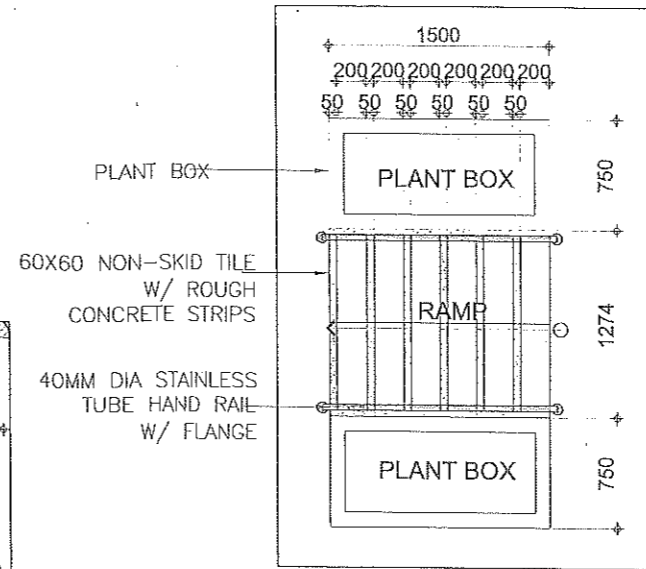 1500
200 200 200 200 200 200
50 50 50 50 50 50
PLANT BOX
PLANT BOX
750
60X60 NON-SKID TILE
W/ ROUGH
CONCRETE STRIPS
RAMP
1274
40MM DIA STAINLESS
TUBE HAND RAIL
W/ FLANGE
PLANT BOX
750